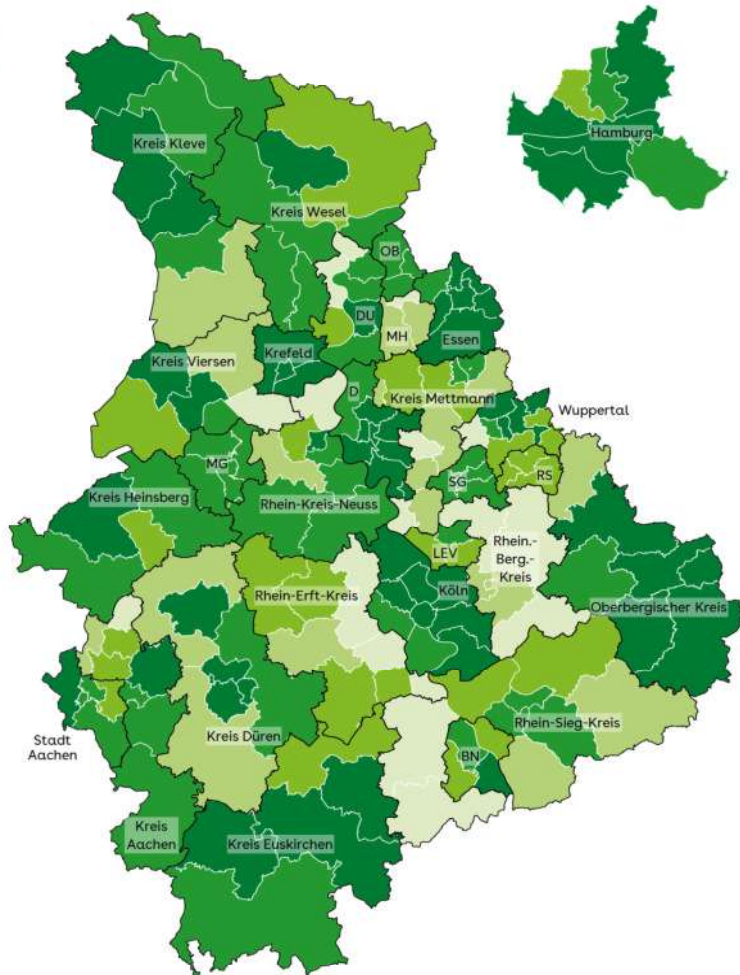 Hamburg
Kreis Kleve
Kreis Wesel
OB
DU
MH
Essen
Krefeld
Kreis Viersen
D
Kreis Mettmann
Wuppertal
MG
SG
RS
Kreis Heinsberg
Rhein-Kreis-Neuss
LEV
Rhein.-
Berg.-
Kreis
Rhein-Erft-Kreis
Köln
Oberbergischer Kreis
Stadt
Aachen
Kreis Düren
Rhein-Sieg-Kreis
BN
Kreis
Aachen
Kreis Euskirchen